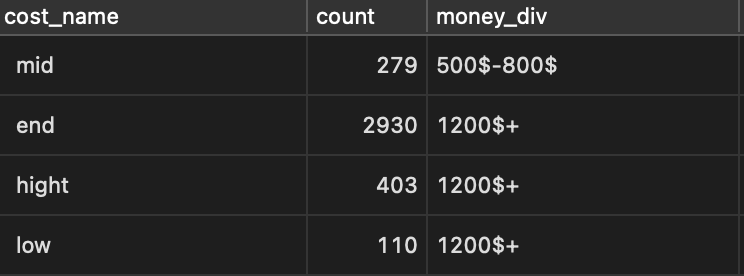 cost_name count money_div
mid 279 500$-800$
end 2930 1200$+
hight 403 1200$+
low 110 1200$+